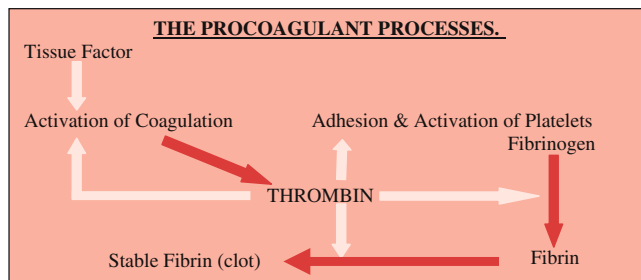 THE PROCOAGULANT PROCESSES.
Tissue Factor
Activation of Coagulation
Adhesion & Activation of Platelets
Fibrinogen
THROMBIN
Stable Fibrin (clot)
Fibrin